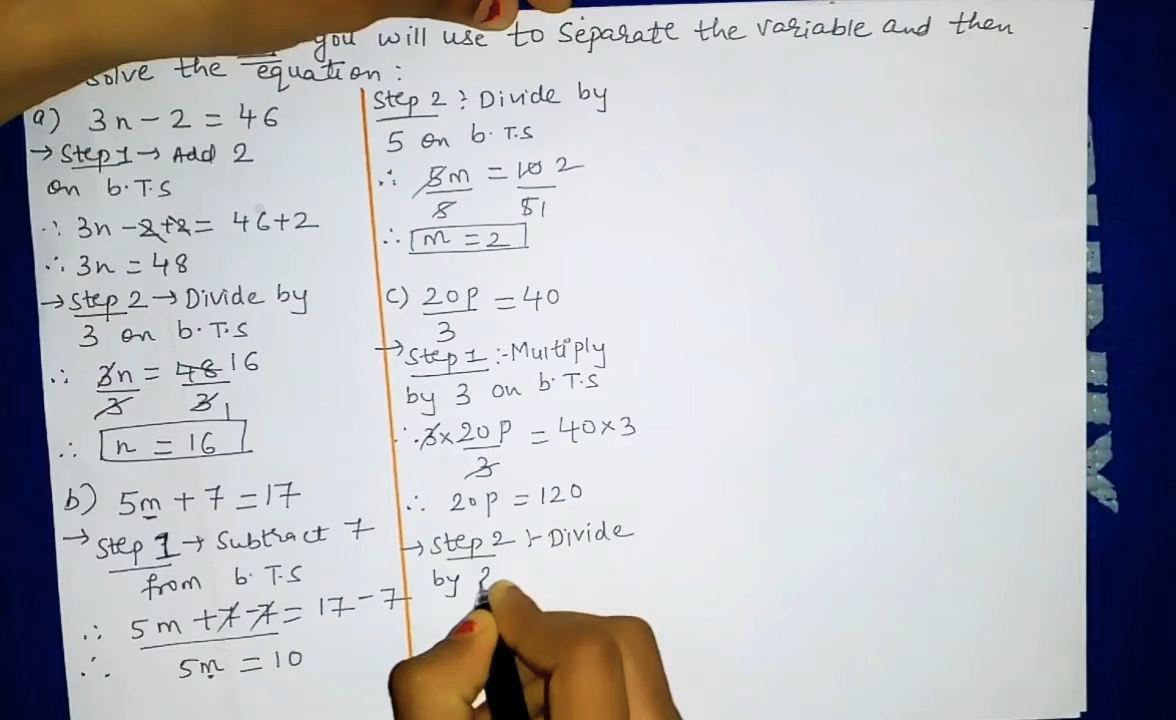 you will use to separate the variable and then
solve the equation :
a) 3n - 2 = 46
→ Step 1 → Add 2
on b.T.S
∴ 3n - 2 + 2 = 46 + 2
∴ 3n = 48
→ Step 2 → Divide by
3 on b.T.S
∴ 3n = 48 16
3 3 1
∴ n = 16
b) 5m + 7 = 17
→ Step 1 → Subtract 7
from b.T.S
∴ 5m + 7 - 7 = 17 - 7
∴ 5m = 10
Step 2 : Divide by
5 on b.T.S
∴ 5m = 10 2
5 5 1
∴ m = 2
c) 20p = 40
3
→ Step 1 :- Multiply
by 3 on b.T.S
∴ 3 × 20p = 40 × 3
3
∴ 20p = 120
→ Step 2 :- Divide
by 2